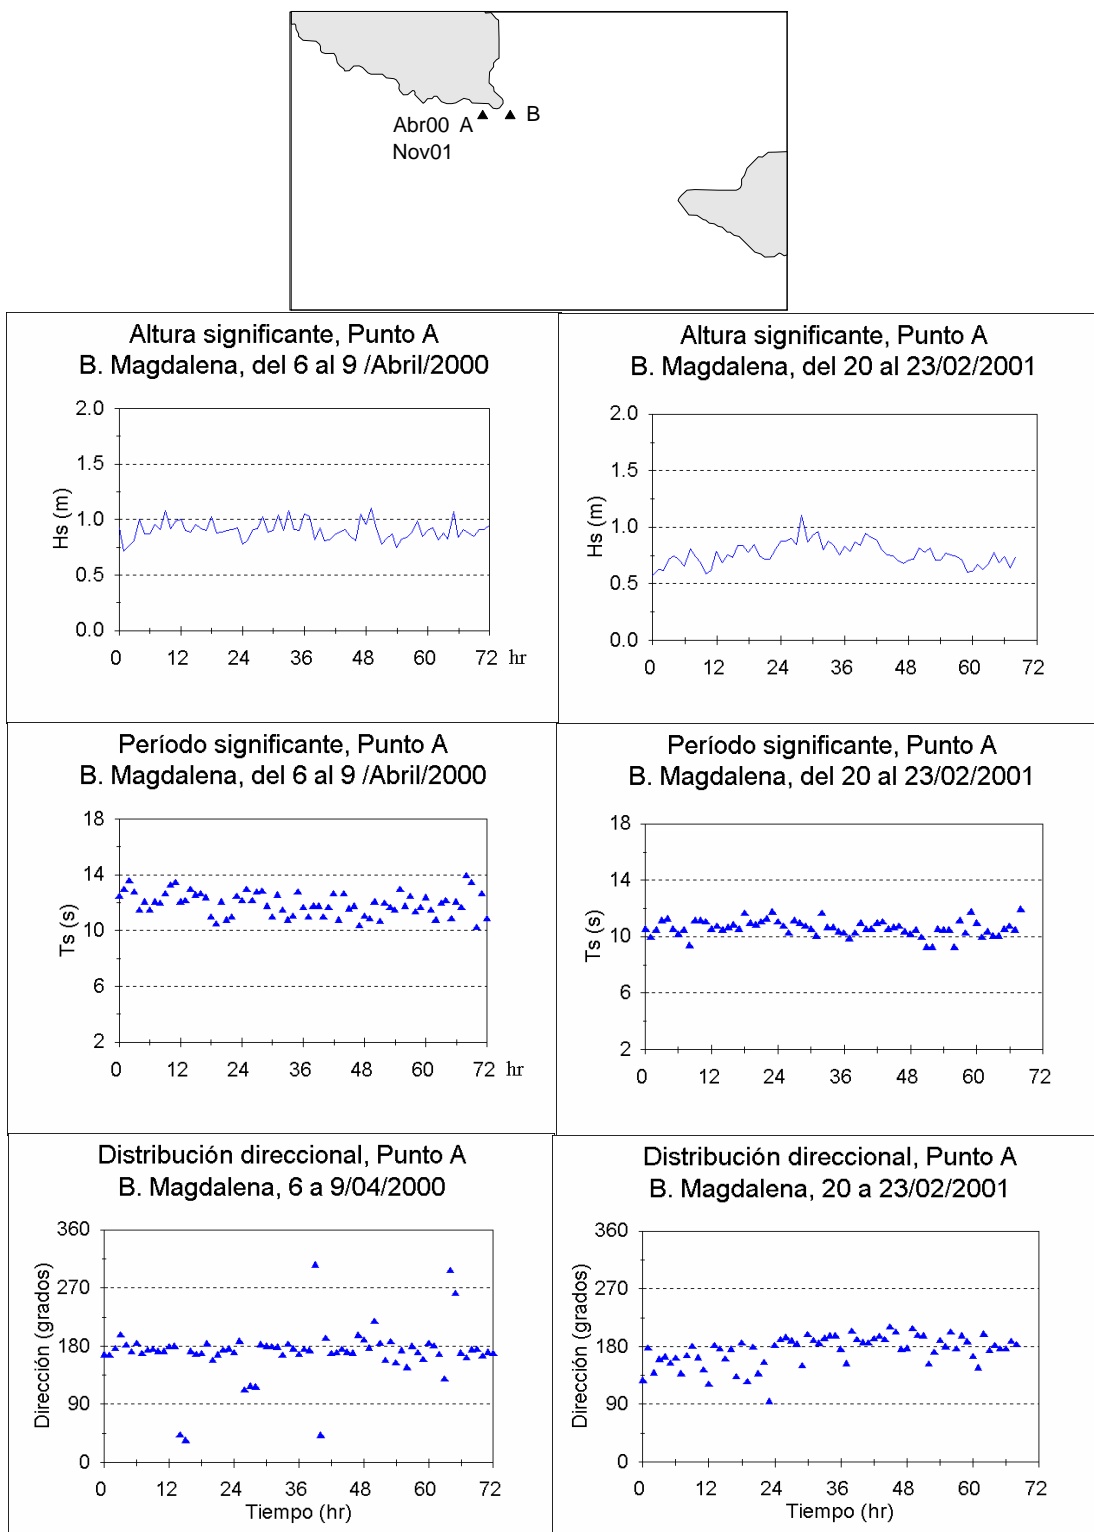 Abr00 A
B
Nov01
Altura significante, Punto A
B. Magdalena, del 6 al 9 /Abril/2000
Hs (m)
2.0
1.5
1.0
0.5
0.0
0 12 24 36 48 60 72 hr
Altura significante, Punto A
B. Magdalena, del 20 al 23/02/2001
Hs (m)
2.0
1.5
1.0
0.5
0.0
0 12 24 36 48 60 72
Período significante, Punto A
B. Magdalena, del 6 al 9 /Abril/2000
Ts (s)
18
14
10
6
2
0 12 24 36 48 60 72 hr
Período significante, Punto A
B. Magdalena, del 20 al 23/02/2001
Ts (s)
18
14
10
6
2
0 12 24 36 48 60 72
Distribución direccional, Punto A
B. Magdalena, 6 a 9/04/2000
Dirección (grados)
360
270
180
90
0
0 12 24 36 48 60 72
Tiempo (hr)
Distribución direccional, Punto A
B. Magdalena, 20 a 23/02/2001
Dirección (grados)
360
270
180
90
0
0 12 24 36 48 60 72
Tiempo (hr)